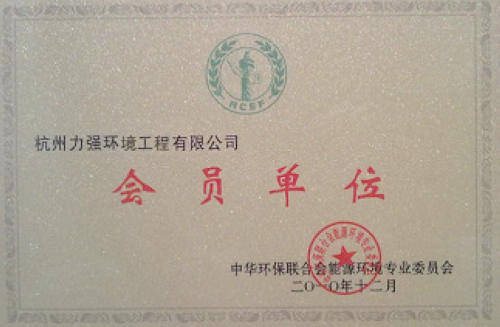 ACEF
杭州力强环境工程有限公司
会员单位
中华环保联合会能源环境专业委员会
二〇一〇年十二月